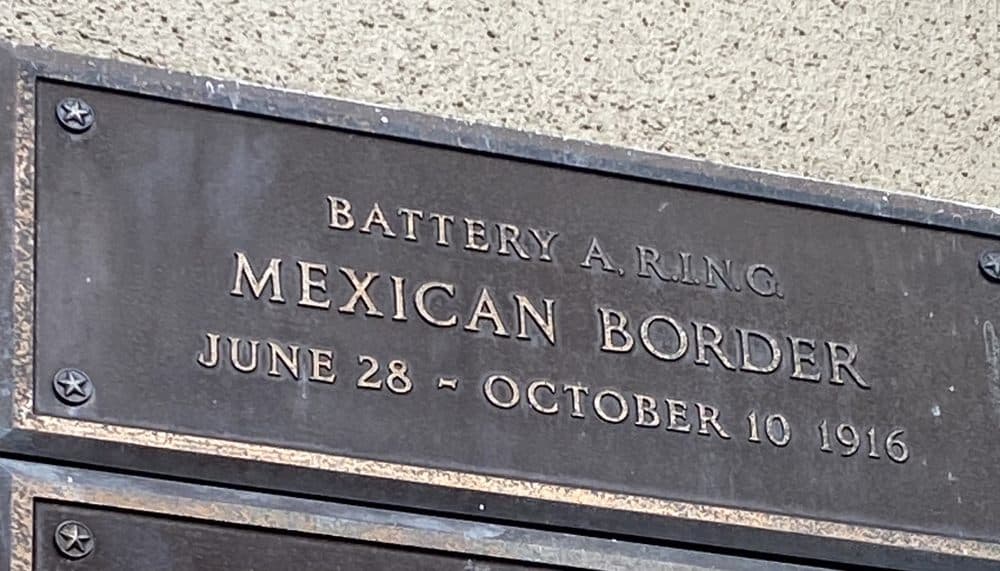 BATTERY A, R.I.N.G.
MEXICAN BORDER
JUNE 28 - OCTOBER 10 1916